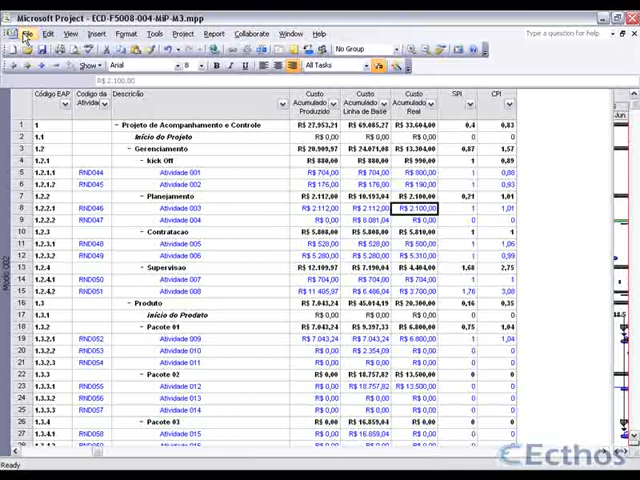 Microsoft Project - ECD-F5008-004-MiP-M3.mpp
File Edit View Insert Format Tools Project Report Collaborate Window Help Type a question for help
No Group
Show Arial 8 B I U All Tasks
R$ 2.100,00
Código EAP Código da Atividade Descricão Custo Acumulado Produzido Custo Acumulado Linha de Base Custo Acumulado Real SPI CPI Jun
1 1 − Projeto de Acompanhamento e Controle R$ 27.953,21 R$ 69.085,27 R$ 33.604,00 0,4 0,83
2 1.1 Início do Projeto R$ 0,00 R$ 0,00 R$ 0,00 0 0
3 1.2 − Gerenciamento R$ 20.909,97 R$ 24.071,08 R$ 13.304,00 0,87 1,57
4 1.2.1 − kick Off R$ 880,00 R$ 880,00 R$ 990,00 1 0,89
5 1.2.1.1 RND044 Atividade 001 R$ 704,00 R$ 704,00 R$ 800,00 1 0,88
6 1.2.1.2 RND045 Atividade 002 R$ 176,00 R$ 176,00 R$ 190,00 1 0,93
7 1.2.2 − Planejamento R$ 2.112,00 R$ 10.193,04 R$ 2.100,00 0,21 1,01
8 1.2.2.1 RND046 Atividade 003 R$ 2.112,00 R$ 2.112,00 R$ 2.100,00 1 1,01
9 1.2.2.1 RND047 Atividade 004 R$ 0,00 R$ 8.081,04 R$ 0,00 0 0
10 1.2.3 − Contratacao R$ 5.808,00 R$ 5.808,00 R$ 5.810,00 1 1
11 1.2.3.1 RND048 Atividade 005 R$ 528,00 R$ 528,00 R$ 500,00 1 1,06
12 1.2.3.2 RND049 Atividade 006 R$ 5.280,00 R$ 5.280,00 R$ 5.310,00 1 0,99
13 1.2.4 − Supervisao R$ 12.109,97 R$ 7.190,04 R$ 4.404,00 1,68 2,75
14 1.2.4.1 RND050 Atividade 007 R$ 704,00 R$ 704,00 R$ 704,00 1 1
15 1.2.4.2 RND051 Atividade 008 R$ 11.405,97 R$ 6.486,04 R$ 3.700,00 1,76 3,08
16 1.3 − Produto R$ 7.043,24 R$ 45.014,19 R$ 20.300,00 0,16 0,35
17 1.3.1 Início do Produto R$ 0,00 R$ 0,00 R$ 0,00 0 0
18 1.3.2 − Pacote 01 R$ 7.043,24 R$ 9.397,33 R$ 6.800,00 0,75 1,04
19 1.3.2.1 RND052 Atividade 009 R$ 7.043,24 R$ 7.043,24 R$ 6.800,00 1 1,04
20 1.3.2.2 RND053 Atividade 010 R$ 0,00 R$ 2.354,09 R$ 0,00 0 0
21 1.3.2.3 RND054 Atividade 011 R$ 0,00 R$ 0,00 R$ 0,00 0 0
22 1.3.3 − Pacote 02 R$ 0,00 R$ 18.757,82 R$ 13.500,00 0 0
23 1.3.3.1 RND055 Atividade 012 R$ 0,00 R$ 18.757,82 R$ 13.500,00 0 0
24 1.3.3.2 RND056 Atividade 013 R$ 0,00 R$ 0,00 R$ 0,00 0 0
25 1.3.3.3 RND057 Atividade 014 R$ 0,00 R$ 0,00 R$ 0,00 0 0
26 1.3.4 − Pacote 03 R$ 0,00 R$ 16.859,04 R$ 0,00 0 0
27 1.3.4.1 RND058 Atividade 015 R$ 0,00 R$ 16.859,04 R$ 0,00 0 0
Ecthos
Ready